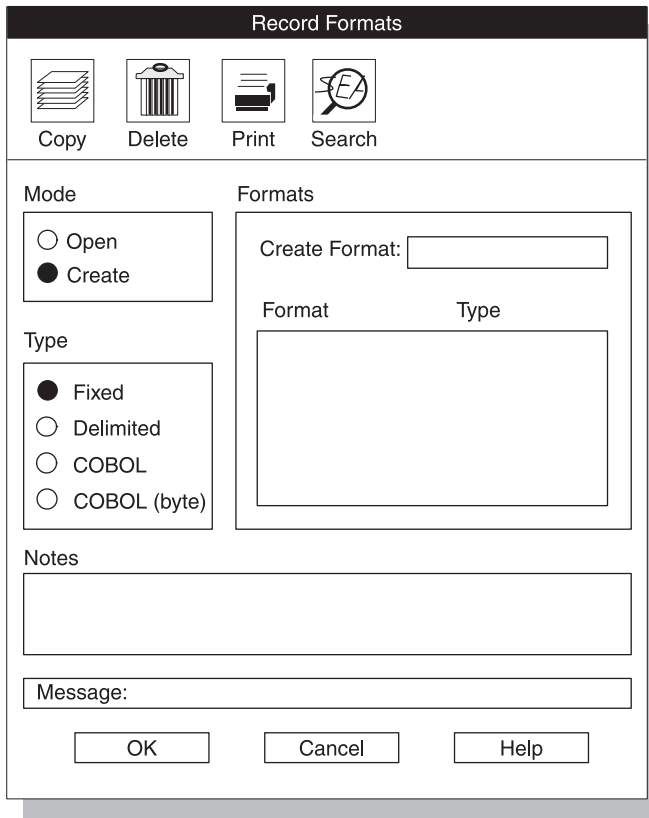 Record Formats
Copy Delete Print Search
SEA
Mode
Open
Create
Type
Fixed
Delimited
COBOL
COBOL (byte)
Formats
Create Format:
Format Type
Notes
Message:
OK Cancel Help